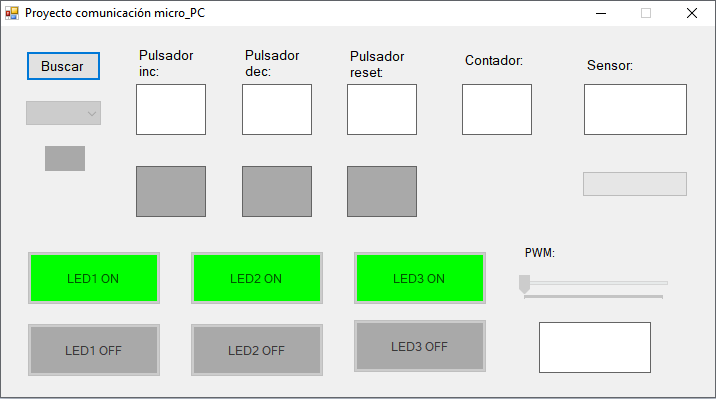 Proyecto comunicación micro_PC
Buscar
Pulsador
inc:
Pulsador
dec:
Pulsador
reset:
Contador:
Sensor:
LED1 ON
LED2 ON
LED3 ON
PWM:
LED1 OFF
LED2 OFF
LED3 OFF